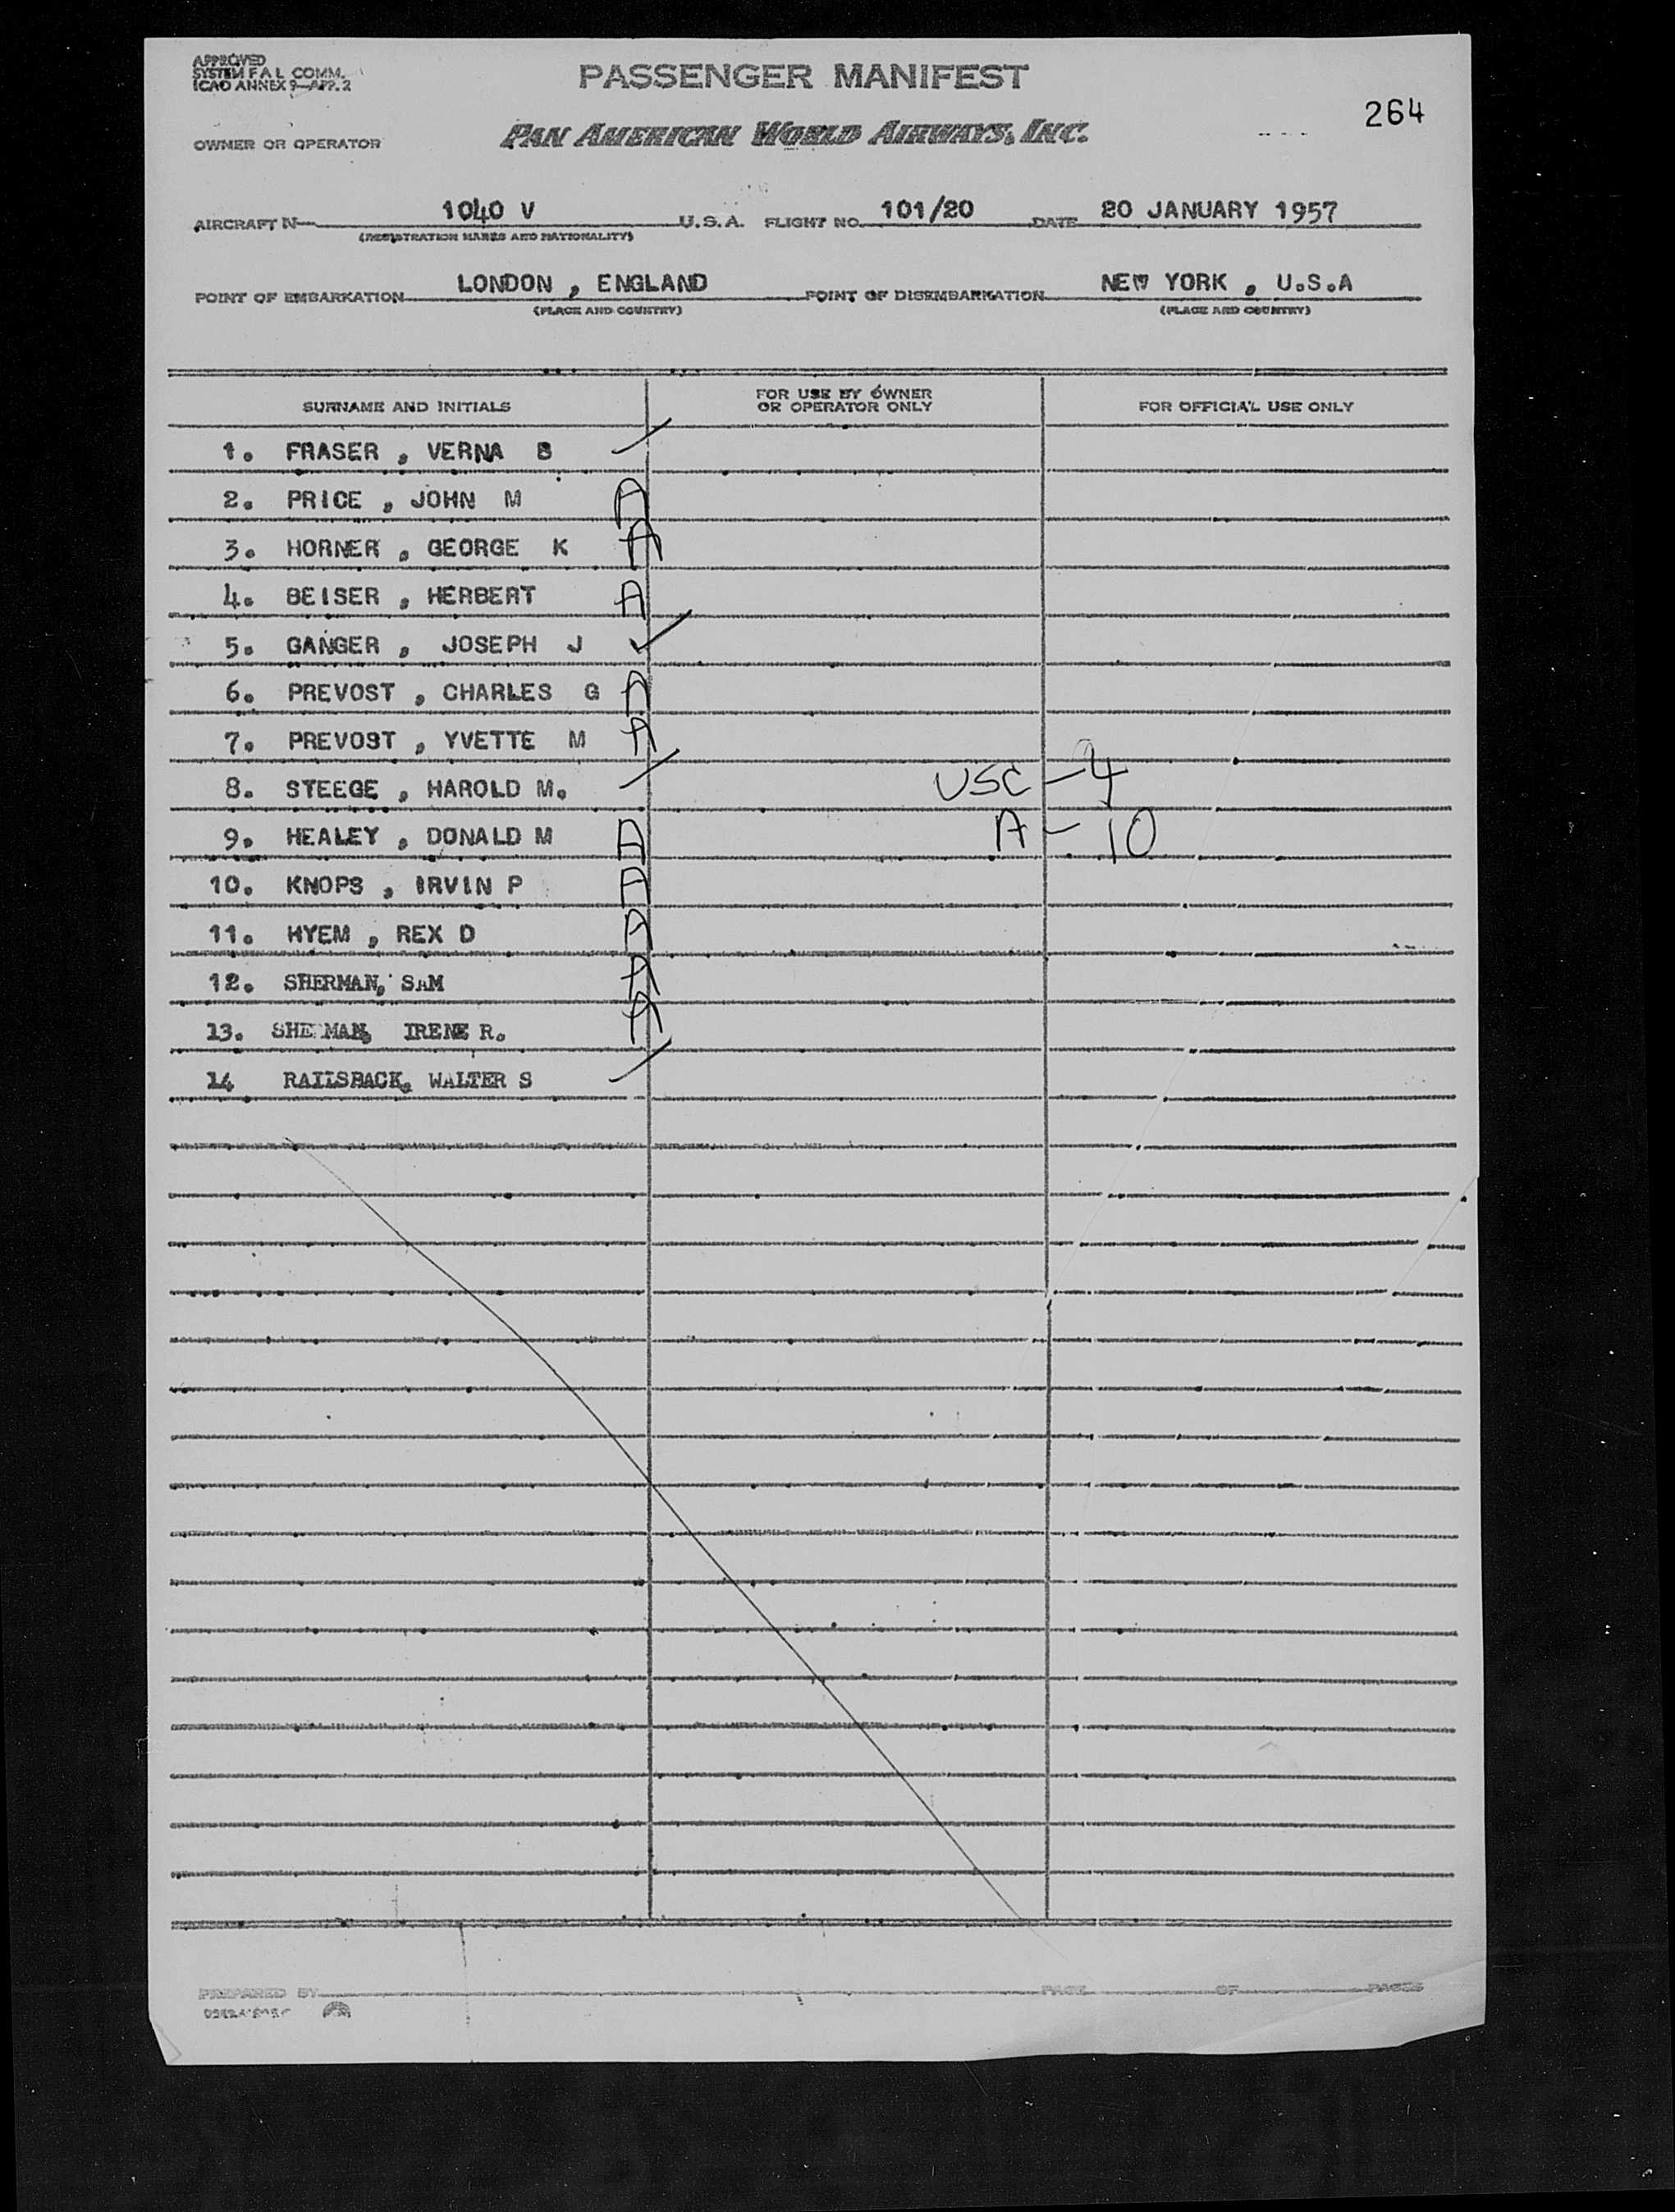 APPROVED
SYSTEM F A L COMM.
ICAO ANNEX 9—APP. 2
PASSENGER MANIFEST
264
OWNER OR OPERATOR
PAN AMERICAN WORLD AIRWAYS, INC.
AIRCRAFT N— 1040 V U.S.A. FLIGHT NO. 101/20 DATE 20 JANUARY 1957
(REGISTRATION MARKS AND NATIONALITY)
POINT OF EMBARKATION LONDON , ENGLAND POINT OF DISEMBARKATION NEW YORK , U.S.A
(PLACE AND COUNTRY) (PLACE AND COUNTRY)
SURNAME AND INITIALS FOR USE BY OWNER OR OPERATOR ONLY FOR OFFICIAL USE ONLY
1. FRASER , VERNA B
2. PRICE , JOHN M A
3. HORNER , GEORGE K A
4. BEISER , HERBERT A
5. GANGER , JOSEPH J ✓
6. PREVOST , CHARLES G A
7. PREVOST , YVETTE M A
8. STEEGE , HAROLD M. USC — 4
9. HEALEY , DONALD M A A — 10
10. KNOPS , IRVIN P A
11. HYEM , REX D A
12. SHERMAN, SAM A
13. SHERMAN, IRENE R. A
14 RAILSBACK, WALTER S
PREPARED BY PAGE OF PAGES